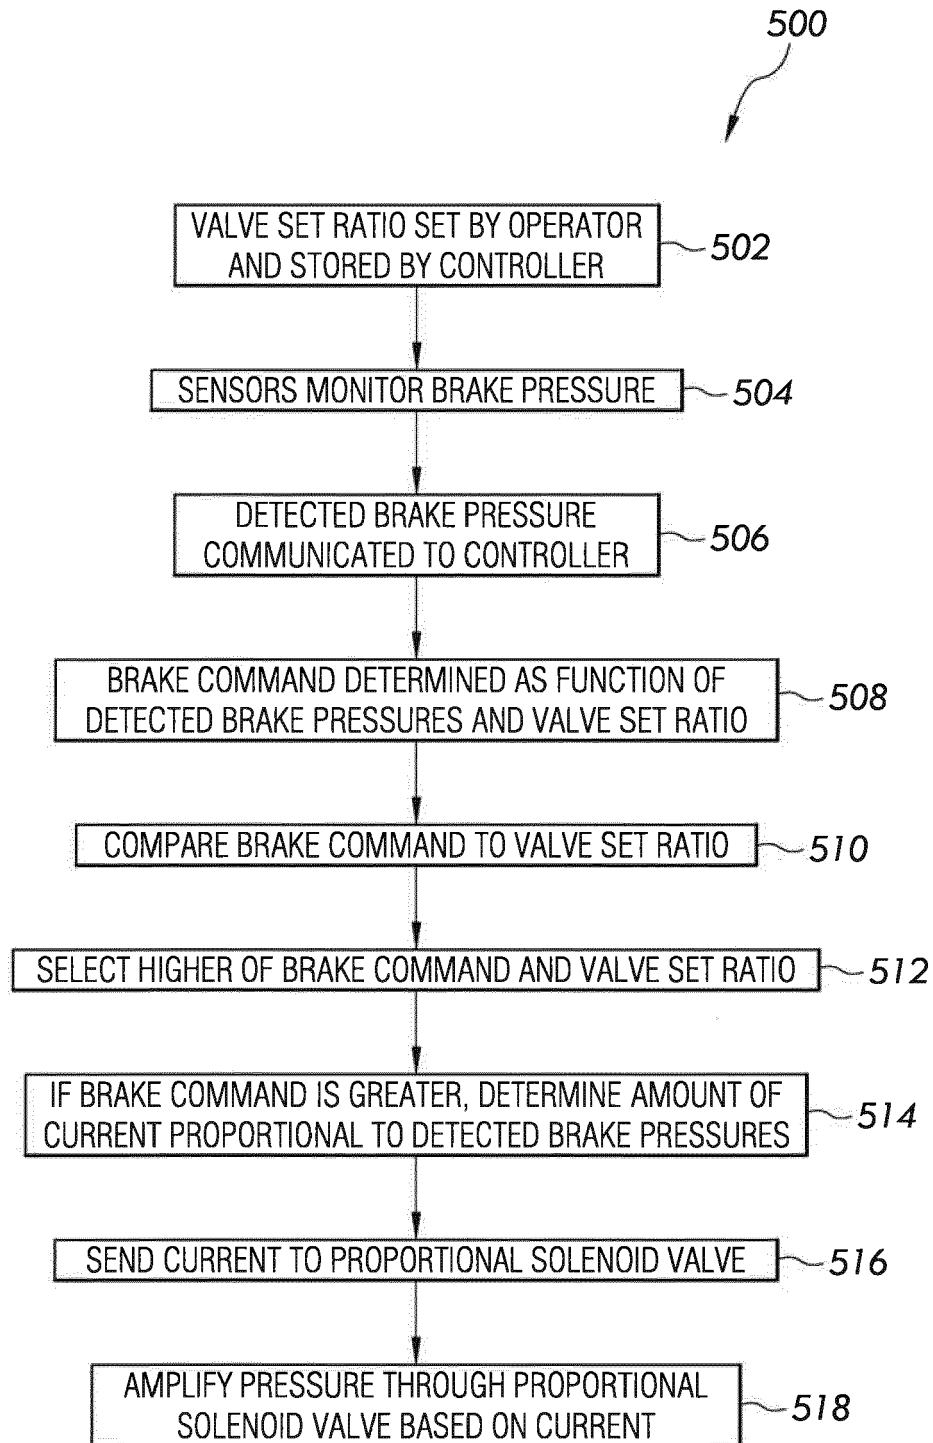 500
VALVE SET RATIO SET BY OPERATOR
AND STORED BY CONTROLLER
502
SENSORS MONITOR BRAKE PRESSURE
504
DETECTED BRAKE PRESSURE
COMMUNICATED TO CONTROLLER
506
BRAKE COMMAND DETERMINED AS FUNCTION OF
DETECTED BRAKE PRESSURES AND VALVE SET RATIO
508
COMPARE BRAKE COMMAND TO VALVE SET RATIO
510
SELECT HIGHER OF BRAKE COMMAND AND VALVE SET RATIO
512
IF BRAKE COMMAND IS GREATER, DETERMINE AMOUNT OF
CURRENT PROPORTIONAL TO DETECTED BRAKE PRESSURES
514
SEND CURRENT TO PROPORTIONAL SOLENOID VALVE
516
AMPLIFY PRESSURE THROUGH PROPORTIONAL
SOLENOID VALVE BASED ON CURRENT
518